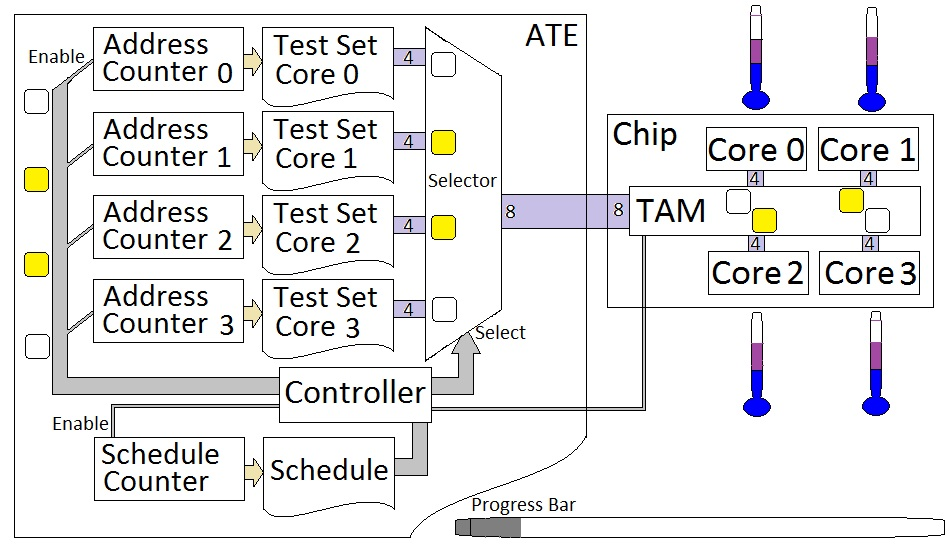 ATE
Enable
Address
Counter 0
Test Set
Core 0
4
Address
Counter 1
Test Set
Core 1
4
Selector
Address
Counter 2
Test Set
Core 2
4
8
8
Address
Counter 3
Test Set
Core 3
4
Select
Controller
Enable
Schedule
Counter
Schedule
Progress Bar
Chip
Core 0
Core 1
4
4
TAM
4
4
Core 2
Core 3